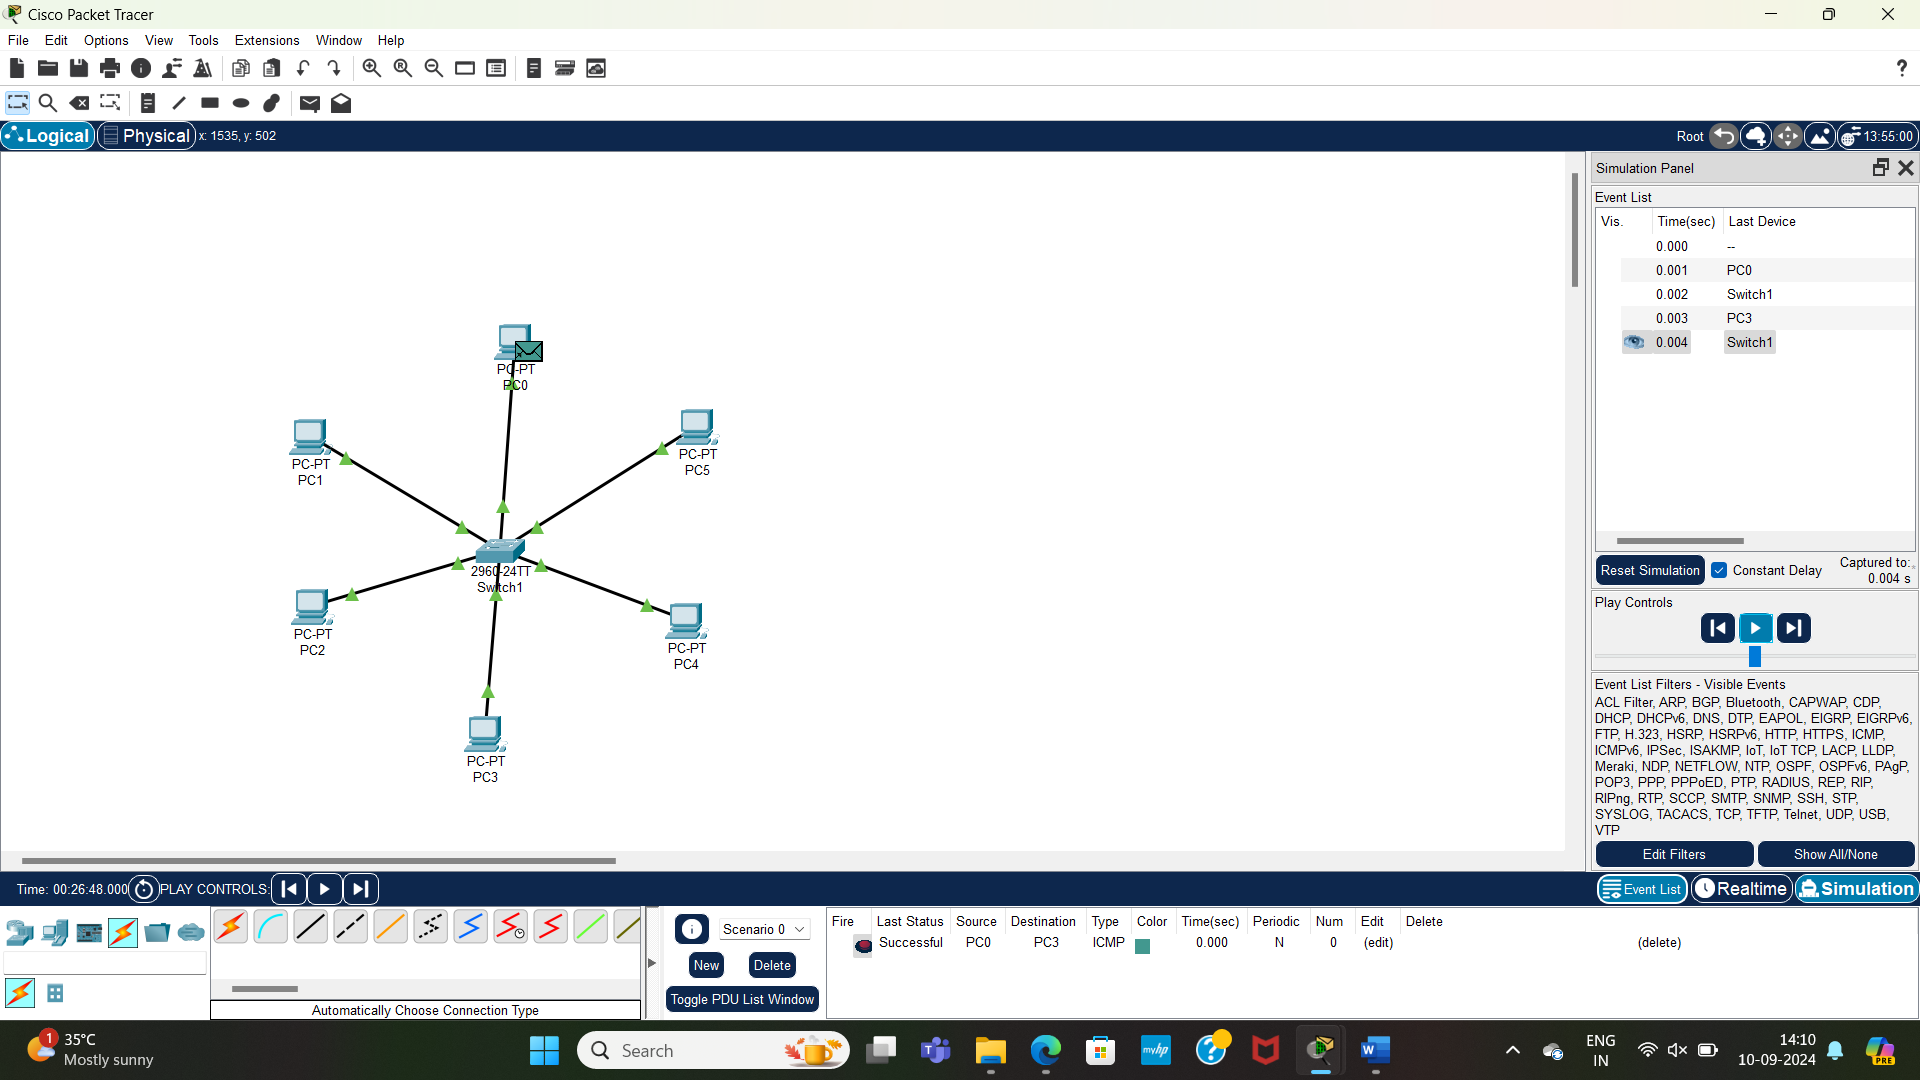 Cisco Packet Tracer
File Edit Options View Tools Extensions Window Help
?
Logical Physical x: 1535, y: 502 Root 13:55:00
Simulation Panel
Event List
Vis. Time(sec) Last Device
0.000 --
0.001 PC0
0.002 Switch1
0.003 PC3
0.004 Switch1
PC-PT
PC0
PC-PT
PC1
PC-PT
PC5
2960-24TT
Switch1
PC-PT
PC2
PC-PT
PC4
PC-PT
PC3
Reset Simulation Constant Delay Captured to:
0.004 s
Play Controls
Event List Filters - Visible Events
ACL Filter, ARP, BGP, Bluetooth, CAPWAP, CDP,
DHCP, DHCPv6, DNS, DTP, EAPOL, EIGRP, EIGRPv6,
FTP, H.323, HSRP, HSRPv6, HTTP, HTTPS, ICMP,
ICMPv6, IPSec, ISAKMP, IoT, IoT TCP, LACP, LLDP,
Meraki, NDP, NETFLOW, NTP, OSPF, OSPFv6, PAgP,
POP3, PPP, PPPoED, PTP, RADIUS, REP, RIP,
RIPng, RTP, SCCP, SMTP, SNMP, SSH, STP,
SYSLOG, TACACS, TCP, TFTP, Telnet, UDP, USB,
VTP
Edit Filters Show All/None
Time: 00:26:48.000 PLAY CONTROLS: Event List Realtime Simulation
Scenario 0
New Delete
Toggle PDU List Window
Fire Last Status Source Destination Type Color Time(sec) Periodic Num Edit Delete
Successful PC0 PC3 ICMP 0.000 N 0 (edit) (delete)
Automatically Choose Connection Type
1 35°C
Mostly sunny
Search
myhp
ENG
IN
14:10
10-09-2024
PRE